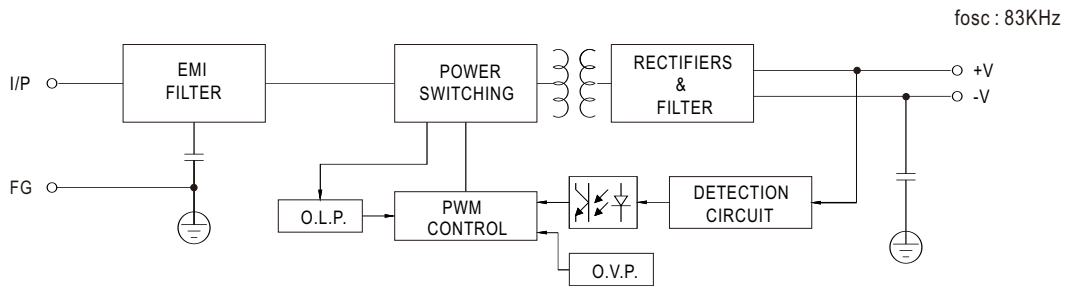 fosc : 83KHz
I/P
EMI
FILTER
POWER
SWITCHING
RECTIFIERS
&
FILTER
+V
-V
FG
O.L.P.
PWM
CONTROL
DETECTION
CIRCUIT
O.V.P.